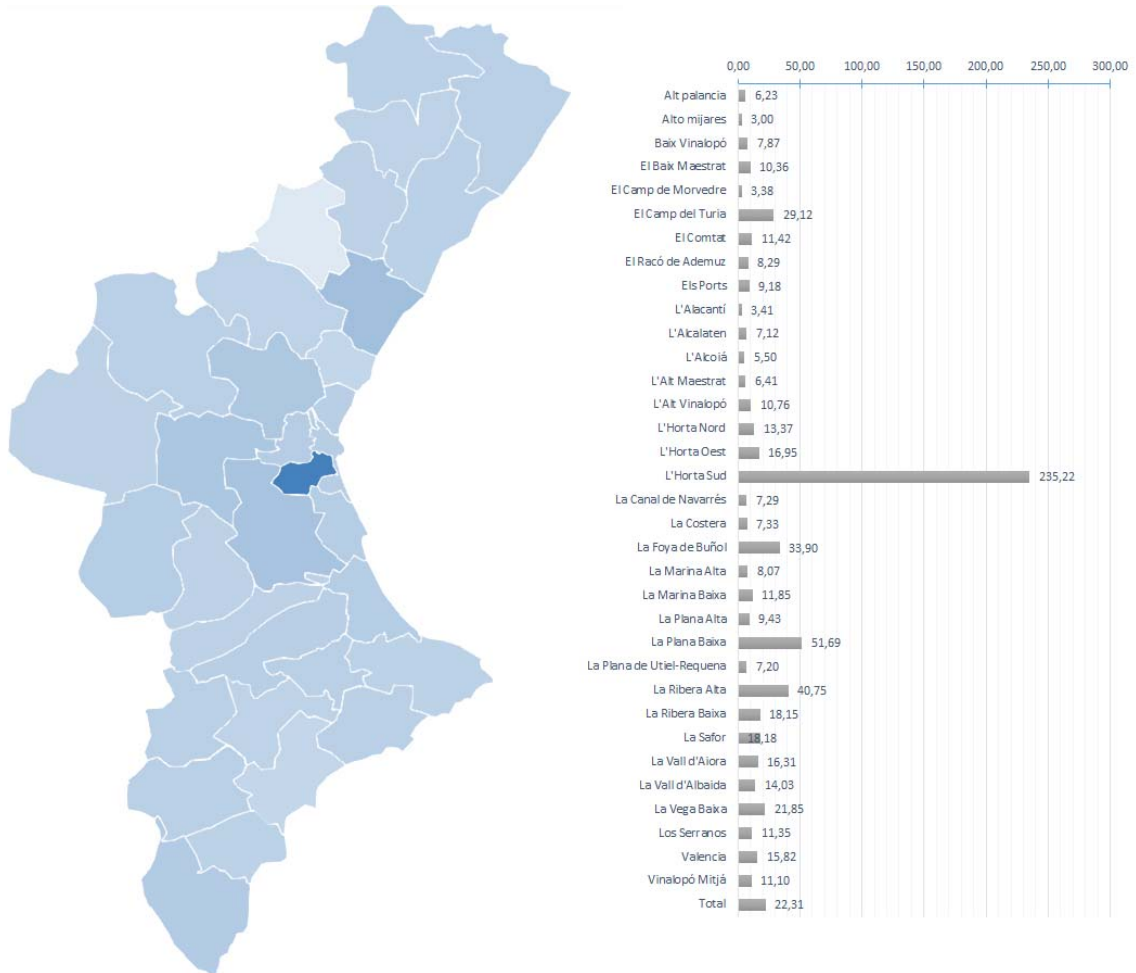 0,00 50,00 100,00 150,00 200,00 250,00 300,00
Alt palancia 6,23
Alto mijares 3,00
Baix Vinalopó 7,87
El Baix Maestrat 10,36
El Camp de Morvedre 3,38
El Camp del Turia 29,12
El Comtat 11,42
El Racó de Ademuz 8,29
Els Ports 9,18
L'Alacantí 3,41
L'Alcalaten 7,12
L'Alcoiá 5,50
L'Alt Maestrat 6,41
L'Alt Vinalopó 10,76
L'Horta Nord 13,37
L'Horta Oest 16,95
L'Horta Sud 235,22
La Canal de Navarrés 7,29
La Costera 7,33
La Foya de Buñol 33,90
La Marina Alta 8,07
La Marina Baixa 11,85
La Plana Alta 9,43
La Plana Baixa 51,69
La Plana de Utiel-Requena 7,20
La Ribera Alta 40,75
La Ribera Baixa 18,15
La Safor 18,18
La Vall d'Aiora 16,31
La Vall d'Albaida 14,03
La Vega Baixa 21,85
Los Serranos 11,35
Valencia 15,82
Vinalopó Mitjá 11,10
Total 22,31